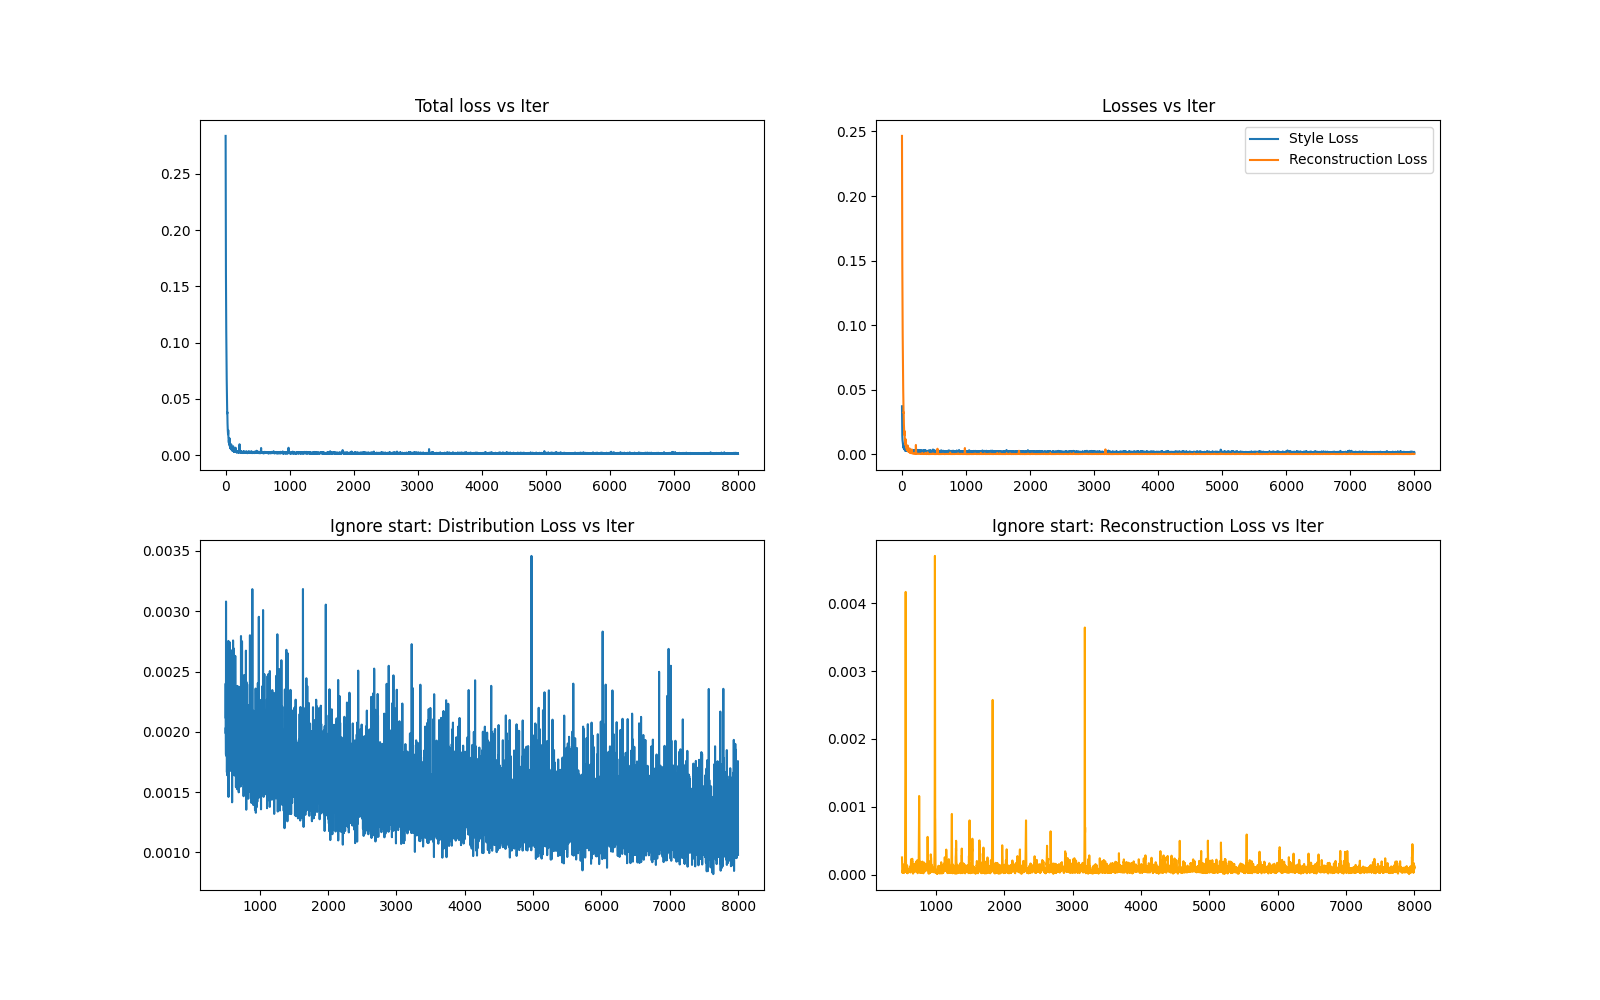 Total loss vs Iter
0.25
0.20
0.15
0.10
0.05
0.00
0 1000 2000 3000 4000 5000 6000 7000 8000
Losses vs Iter
Style Loss
Reconstruction Loss
0.25
0.20
0.15
0.10
0.05
0.00
0 1000 2000 3000 4000 5000 6000 7000 8000
Ignore start: Distribution Loss vs Iter
0.0035
0.0030
0.0025
0.0020
0.0015
0.0010
1000 2000 3000 4000 5000 6000 7000 8000
Ignore start: Reconstruction Loss vs Iter
0.004
0.003
0.002
0.001
0.000
1000 2000 3000 4000 5000 6000 7000 8000